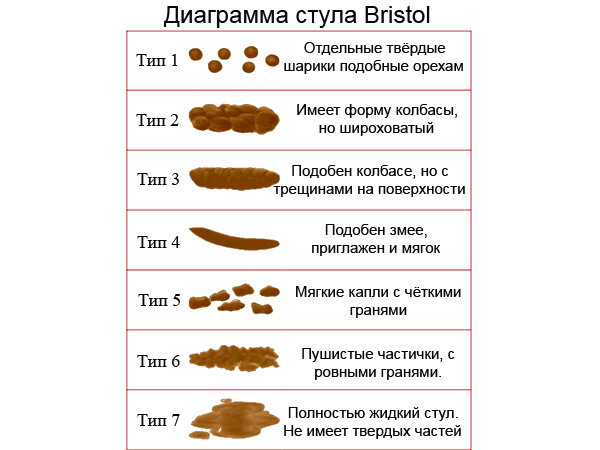 Диаграмма стула Bristol
Тип 1
Отдельные твёрдые
шарики подобные орехам
Тип 2
Имеет форму колбасы,
но широховатый
Тип 3
Подобен колбасе, но с
трещинами на поверхности
Тип 4
Подобен змее,
приглажен и мягок
Тип 5
Мягкие капли с чёткими
гранями
Тип 6
Пушистые частички, с
ровными гранями.
Тип 7
Полностью жидкий стул.
Не имеет твердых частей